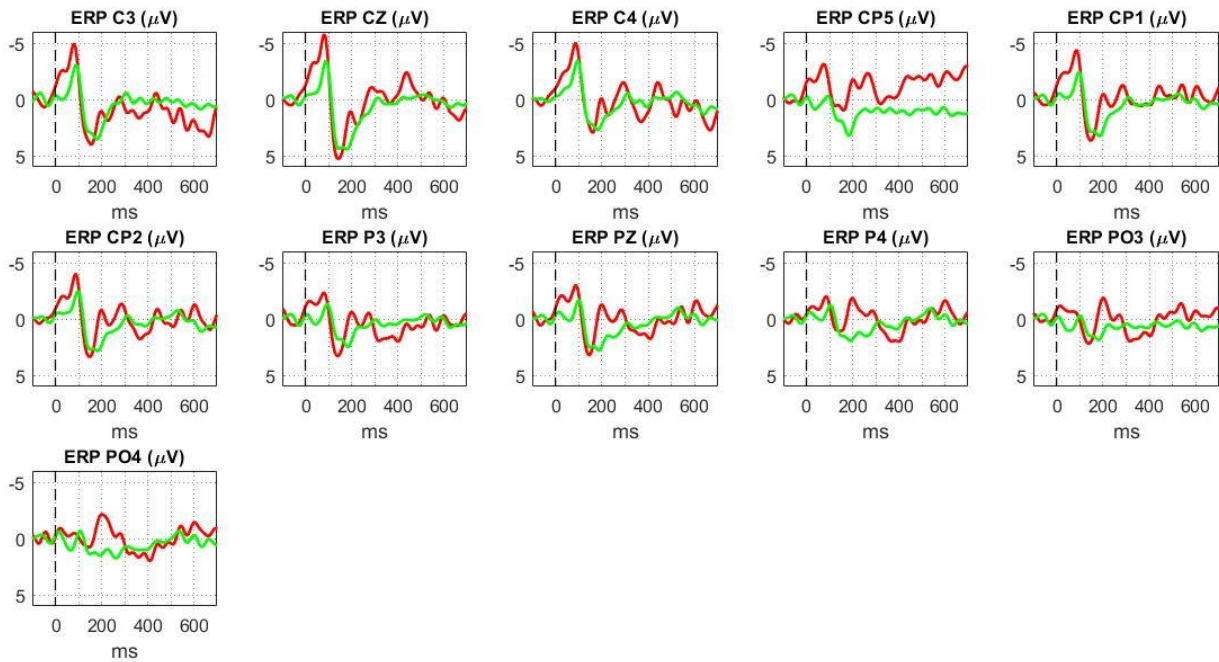 ERP C3 (μV) ERP CZ (μV) ERP C4 (μV) ERP CP5 (μV) ERP CP1 (μV)
-5 -5 -5 -5 -5
0 0 0 0 0
5 5 5 5 5
0 200 400 600 0 200 400 600 0 200 400 600 0 200 400 600 0 200 400 600
ms ms ms ms ms
ERP CP2 (μV) ERP P3 (μV) ERP PZ (μV) ERP P4 (μV) ERP PO3 (μV)
-5 -5 -5 -5 -5
0 0 0 0 0
5 5 5 5 5
0 200 400 600 0 200 400 600 0 200 400 600 0 200 400 600 0 200 400 600
ms ms ms ms ms
ERP PO4 (μV)
-5
0
5
0 200 400 600
ms